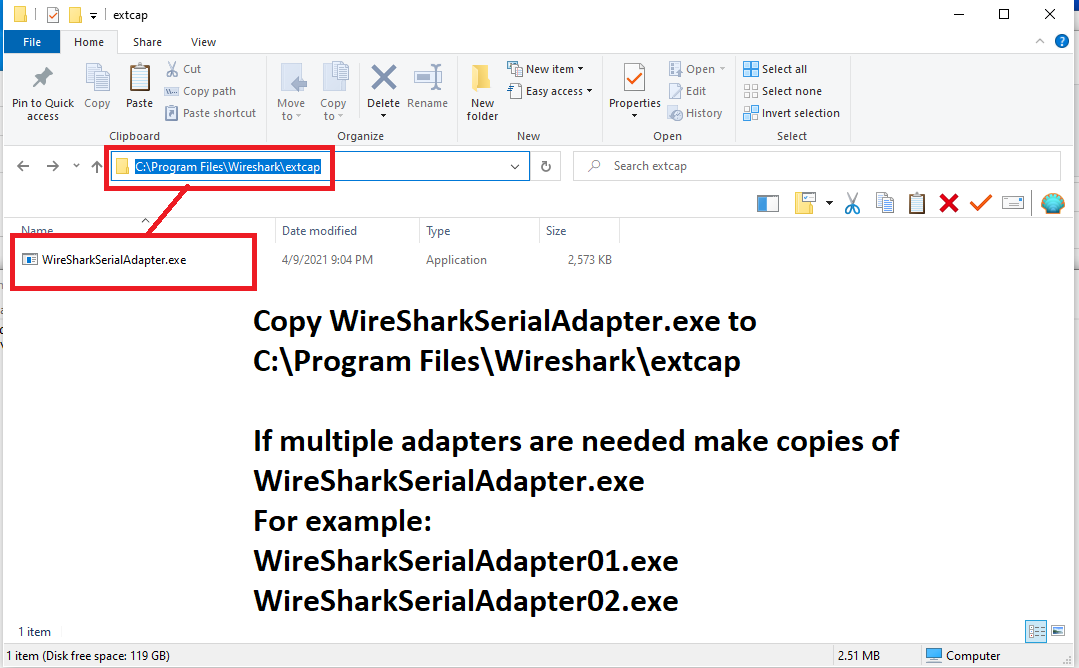 extcap
File Home Share View
Pin to Quick access
Copy
Paste
Cut
Copy path
Paste shortcut
Clipboard
Move to
Copy to
Delete
Rename
Organize
New folder
New item
Easy access
New
Properties
Open
Edit
History
Open
Select all
Select none
Invert selection
Select
C:\Program Files\Wireshark\extcap
Search extcap
Name Date modified Type Size
WireSharkSerialAdapter.exe 4/9/2021 9:04 PM Application 2,573 KB
Copy WireSharkSerialAdapter.exe to
C:\Program Files\Wireshark\extcap
If multiple adapters are needed make copies of
WireSharkSerialAdapter.exe
For example:
WireSharkSerialAdapter01.exe
WireSharkSerialAdapter02.exe
1 item
1 item (Disk free space: 119 GB) 2.51 MB Computer